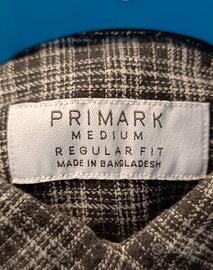 PRIMARK
MEDIUM
REGULAR FIT
MADE IN BANGLADESH